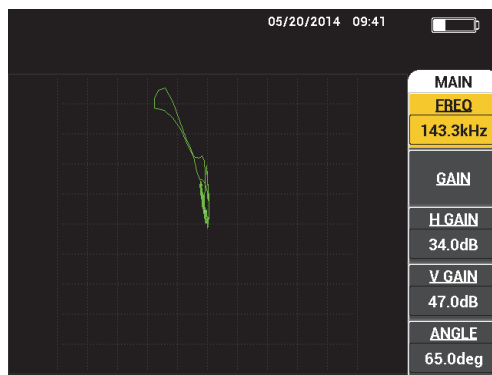 05/20/2014 09:41
MAIN
FREQ
143.3kHz
GAIN
H GAIN
34.0dB
V GAIN
47.0dB
ANGLE
65.0deg